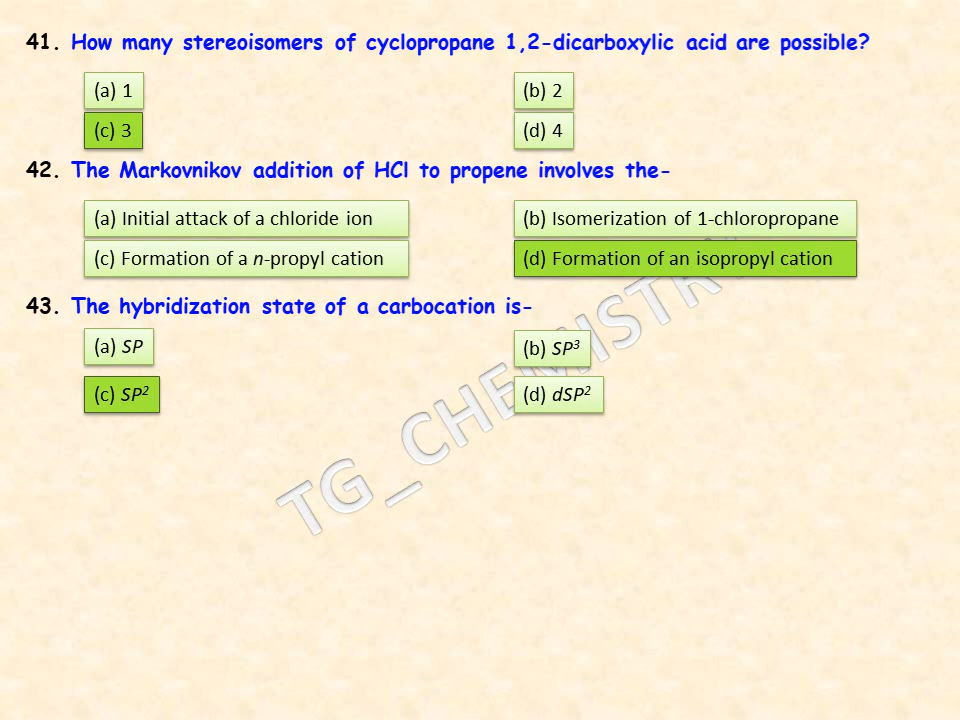 41. How many stereoisomers of cyclopropane 1,2-dicarboxylic acid are possible?
(a) 1 (b) 2
(c) 3 (d) 4
42. The Markovnikov addition of HCl to propene involves the-
(a) Initial attack of a chloride ion (b) Isomerization of 1-chloropropane
(c) Formation of a n-propyl cation (d) Formation of an isopropyl cation
43. The hybridization state of a carbocation is-
(a) SP (b) SP³
(c) SP² (d) dSP²
TG_CHEMISTRY